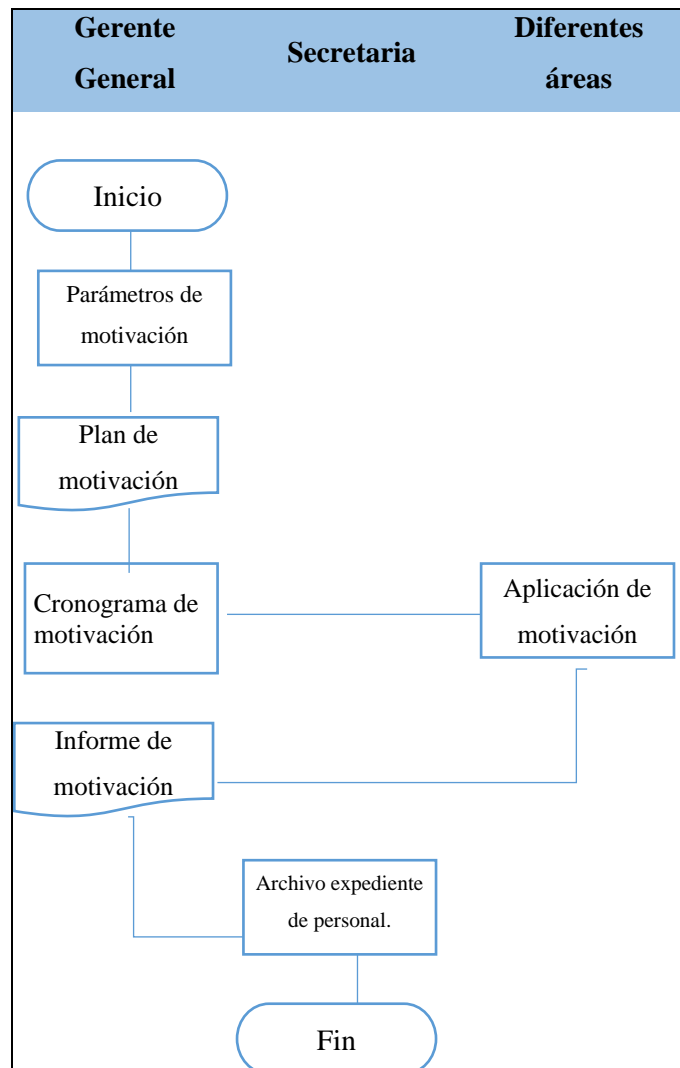 Gerente
General
Secretaria
Diferentes
áreas
Inicio
Parámetros de
motivación
Plan de
motivación
Cronograma de
motivación
Aplicación de
motivación
Informe de
motivación
Archivo expediente
de personal.
Fin